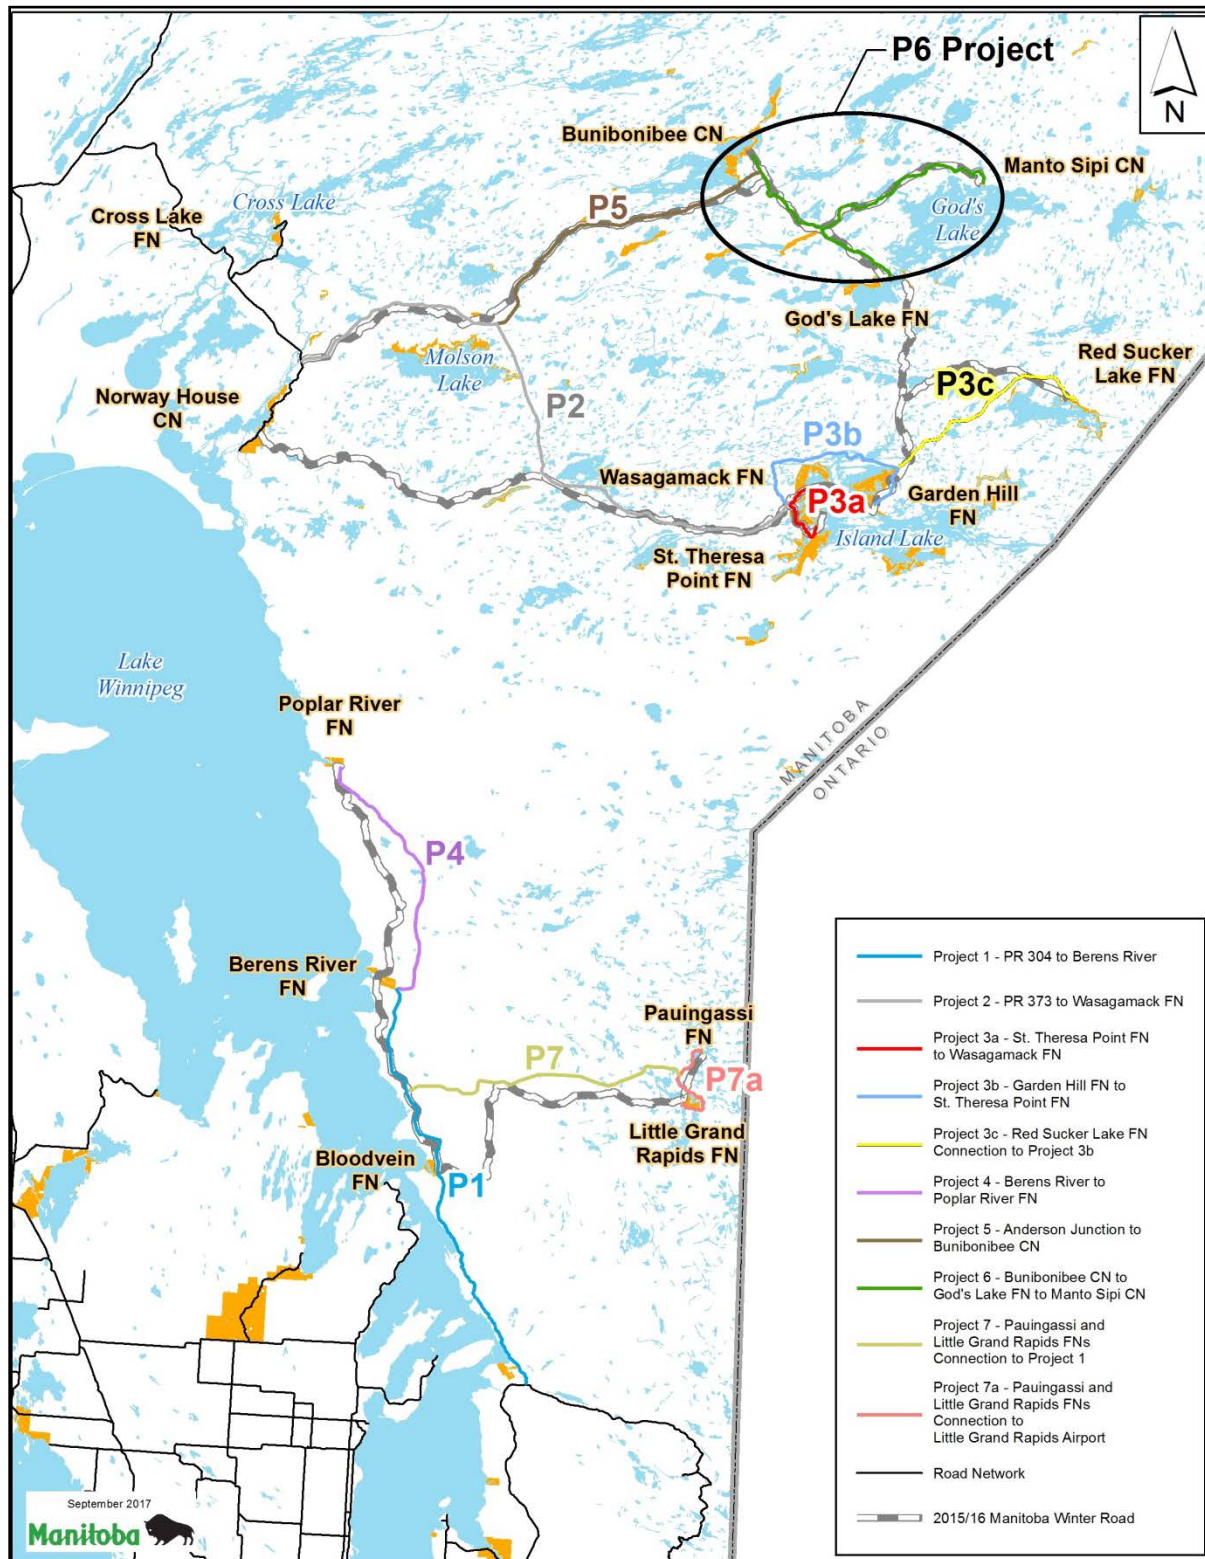 P6 Project
N
Bunibonibee CN
Manto Sipi CN
Cross Lake
FN
Cross Lake
P5
God's
Lake
God's Lake FN
Red Sucker
Lake FN
Molson
Lake
P3c
Norway House
CN
P2
P3b
Wasagamack FN
P3a
Garden Hill
FN
Island Lake
St. Theresa
Point FN
Lake
Winnipeg
Poplar River
FN
MANITOBA
ONTARIO
P4
Berens River
FN
Pauingassi
FN
P7
P7a
Little Grand
Rapids FN
Bloodvein
FN
P1
Project 1 - PR 304 to Berens River
Project 2 - PR 373 to Wasagamack FN
Project 3a - St. Theresa Point FN
to Wasagamack FN
Project 3b - Garden Hill FN to
St. Theresa Point FN
Project 3c - Red Sucker Lake FN
Connection to Project 3b
Project 4 - Berens River to
Poplar River FN
Project 5 - Anderson Junction to
Bunibonibee CN
Project 6 - Bunibonibee CN to
God's Lake FN to Manto Sipi CN
Project 7 - Pauingassi and
Little Grand Rapids FNs
Connection to Project 1
Project 7a - Pauingassi and
Little Grand Rapids FNs
Connection to
Little Grand Rapids Airport
Road Network
2015/16 Manitoba Winter Road
September 2017
Manitoba